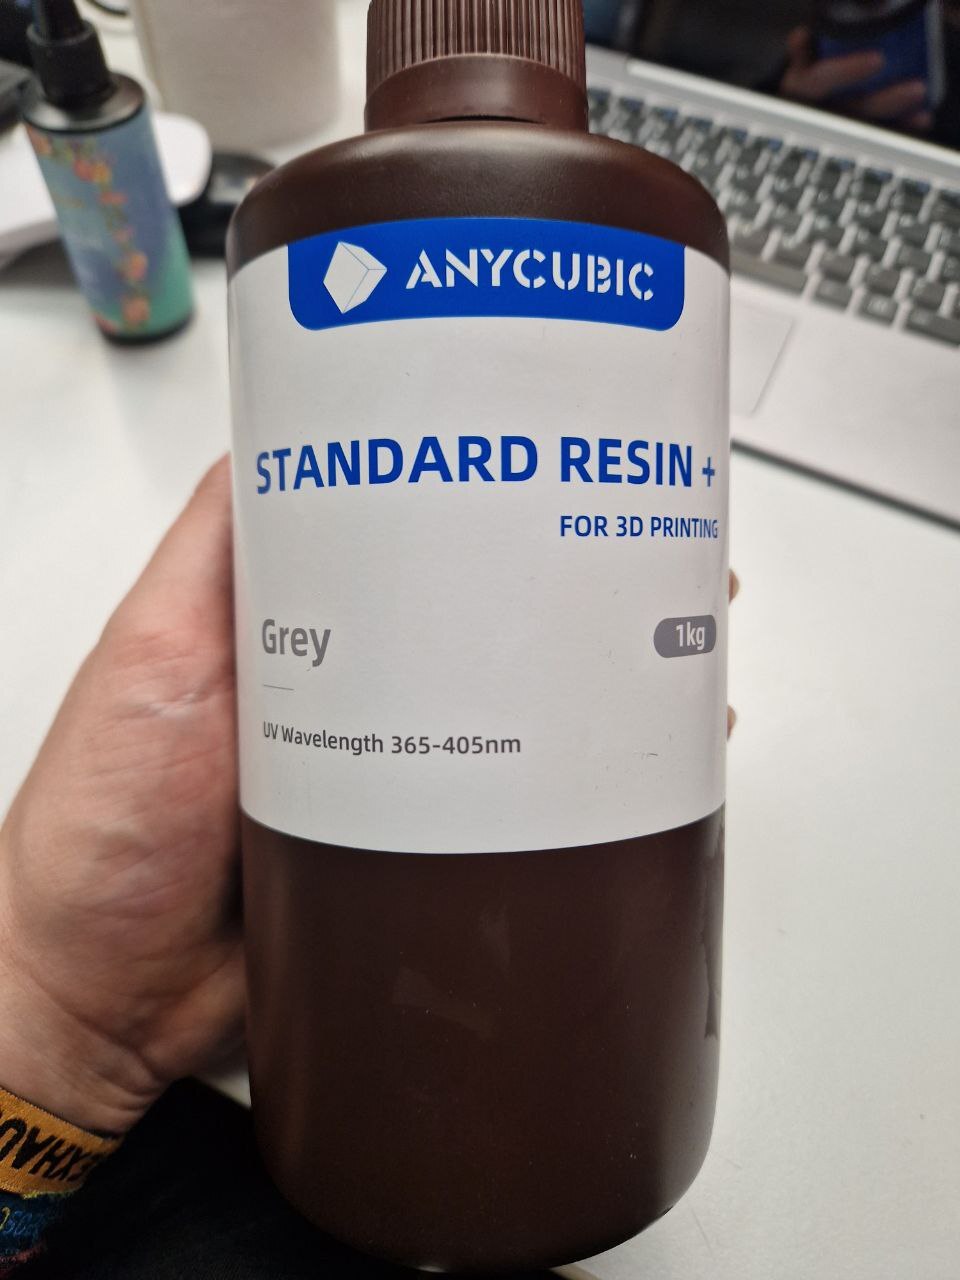 ANYCUBIC
STANDARD RESIN +
FOR 3D PRINTING
Grey
1kg
UV Wavelength 365-405nm